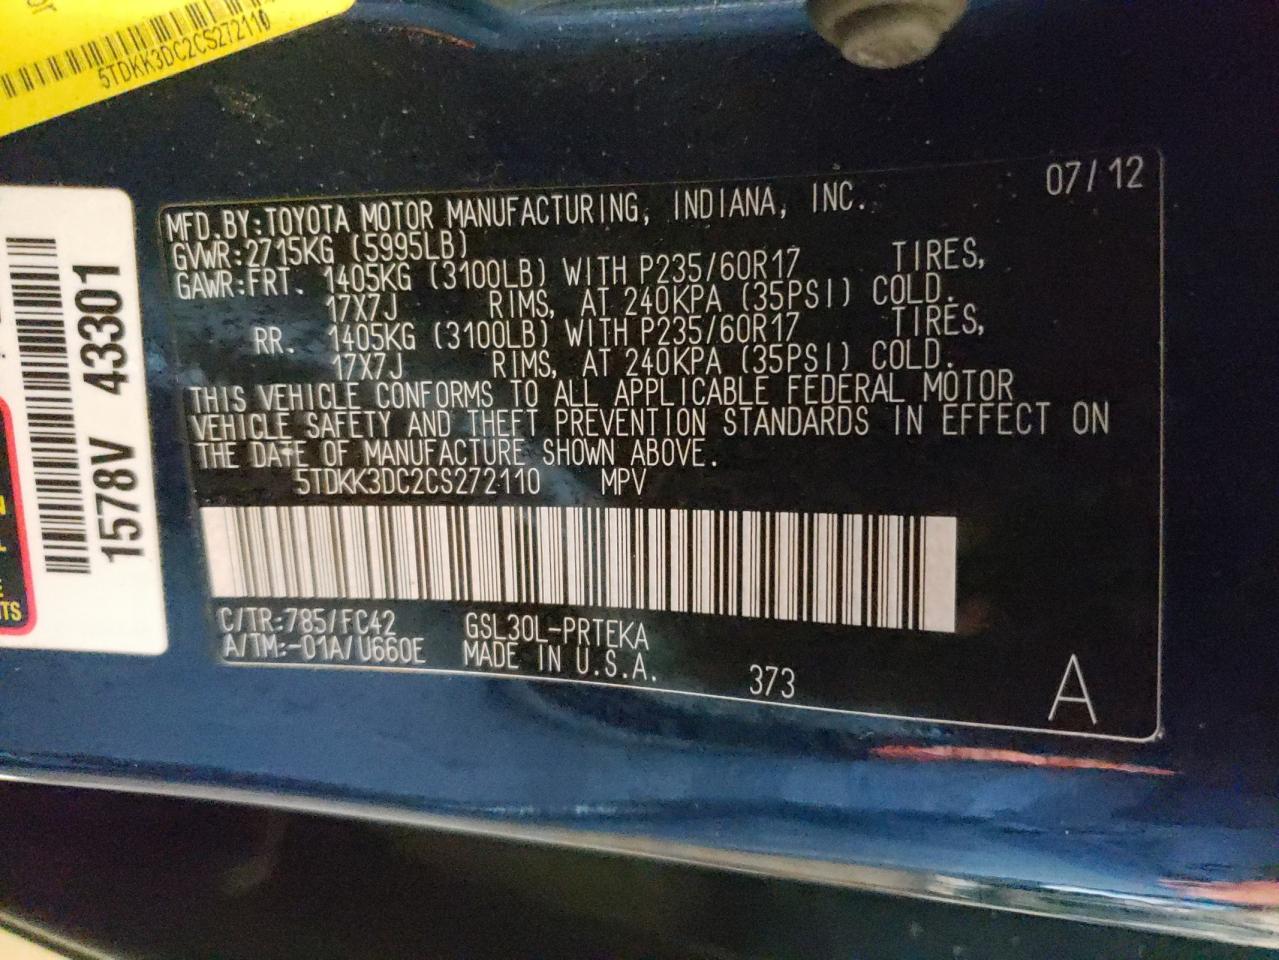 5TDKK3DC2CS272110
1578V 43301
07/12
MFD.BY:TOYOTA MOTOR MANUFACTURING, INDIANA, INC.
GVWR:2715KG (5995LB)
GAWR:FRT. 1405KG (3100LB) WITH P235/60R17 TIRES,
17X7J RIMS, AT 240KPA (35PSI) COLD.
RR. 1405KG (3100LB) WITH P235/60R17 TIRES,
17X7J RIMS, AT 240KPA (35PSI) COLD.
THIS VEHICLE CONFORMS TO ALL APPLICABLE FEDERAL MOTOR
VEHICLE SAFETY AND THEFT PREVENTION STANDARDS IN EFFECT ON
THE DATE OF MANUFACTURE SHOWN ABOVE.
5TDKK3DC2CS272110 MPV
C/TR:785/FC42 GSL30L-PRTEKA
A/TM:-01A/U660E MADE IN U.S.A.
373
A